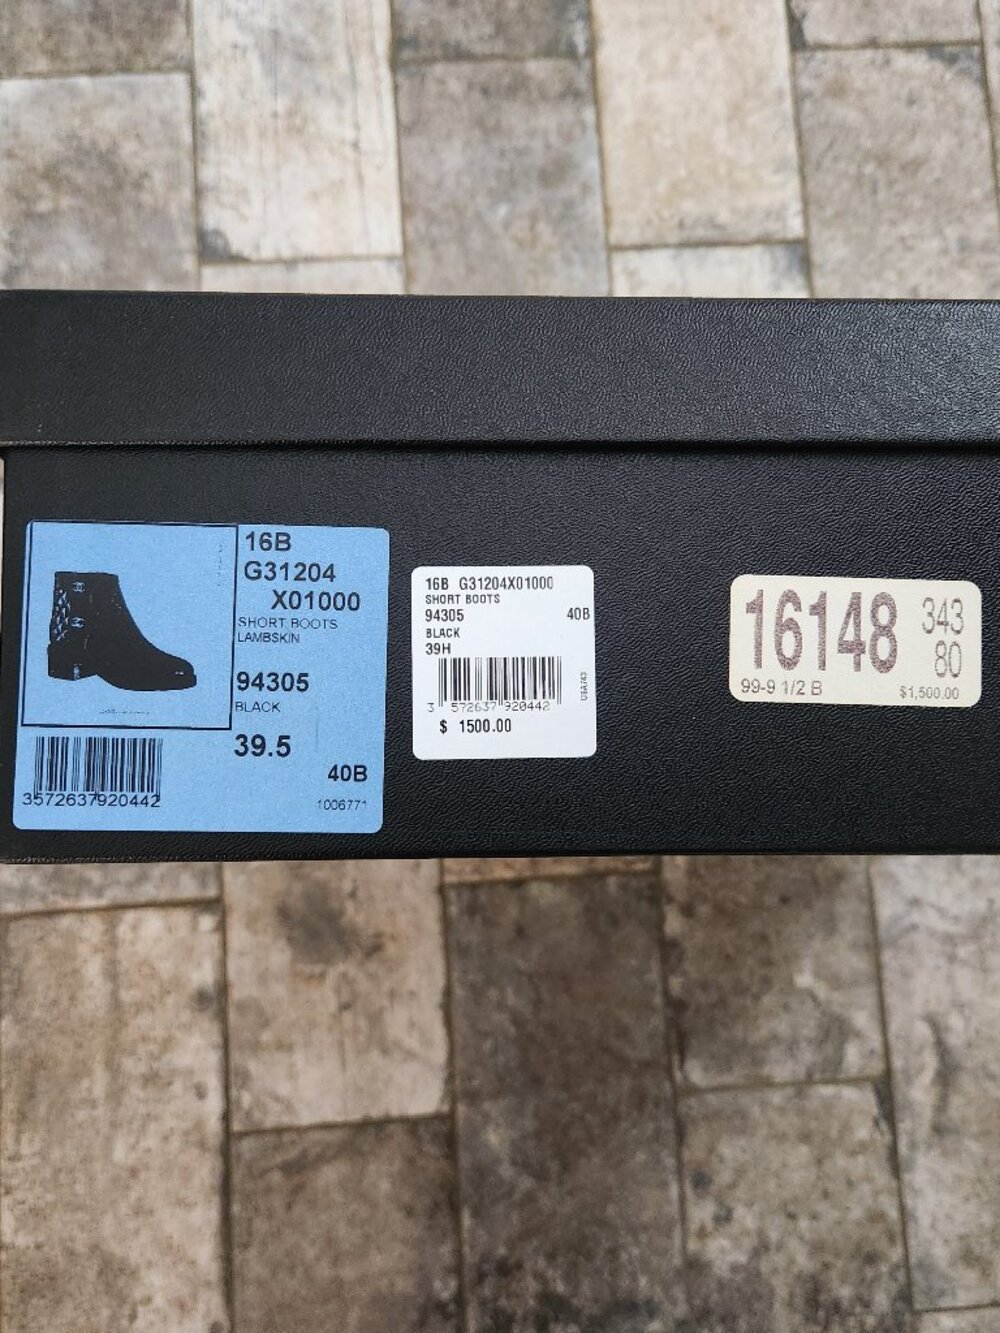 16B
G31204
X01000
SHORT BOOTS
LAMBSKIN
94305
BLACK
39.5
40B
3572637920442
1006771
16B G31204X01000
SHORT BOOTS
94305 40B
BLACK
39H
3 572637 920442
USA743
$ 1500.00
16148 343
80
99-9 1/2 B $1,500.00